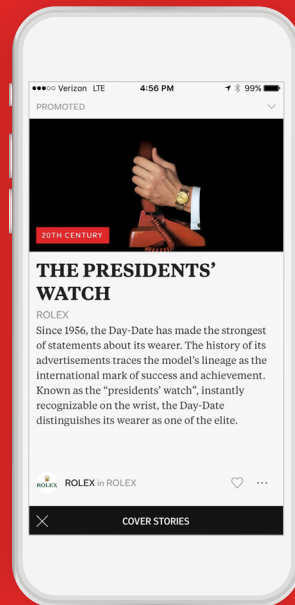 ●●●○○ Verizon LTE 4:56 PM 99%
PROMOTED
20TH CENTURY
THE PRESIDENTS’
WATCH
ROLEX
Since 1956, the Day-Date has made the strongest
of statements about its wearer. The history of its
advertisements traces the model’s lineage as the
international mark of success and achievement.
Known as the “presidents’ watch”, instantly
recognizable on the wrist, the Day-Date
distinguishes its wearer as one of the elite.
ROLEX ROLEX in ROLEX
COVER STORIES